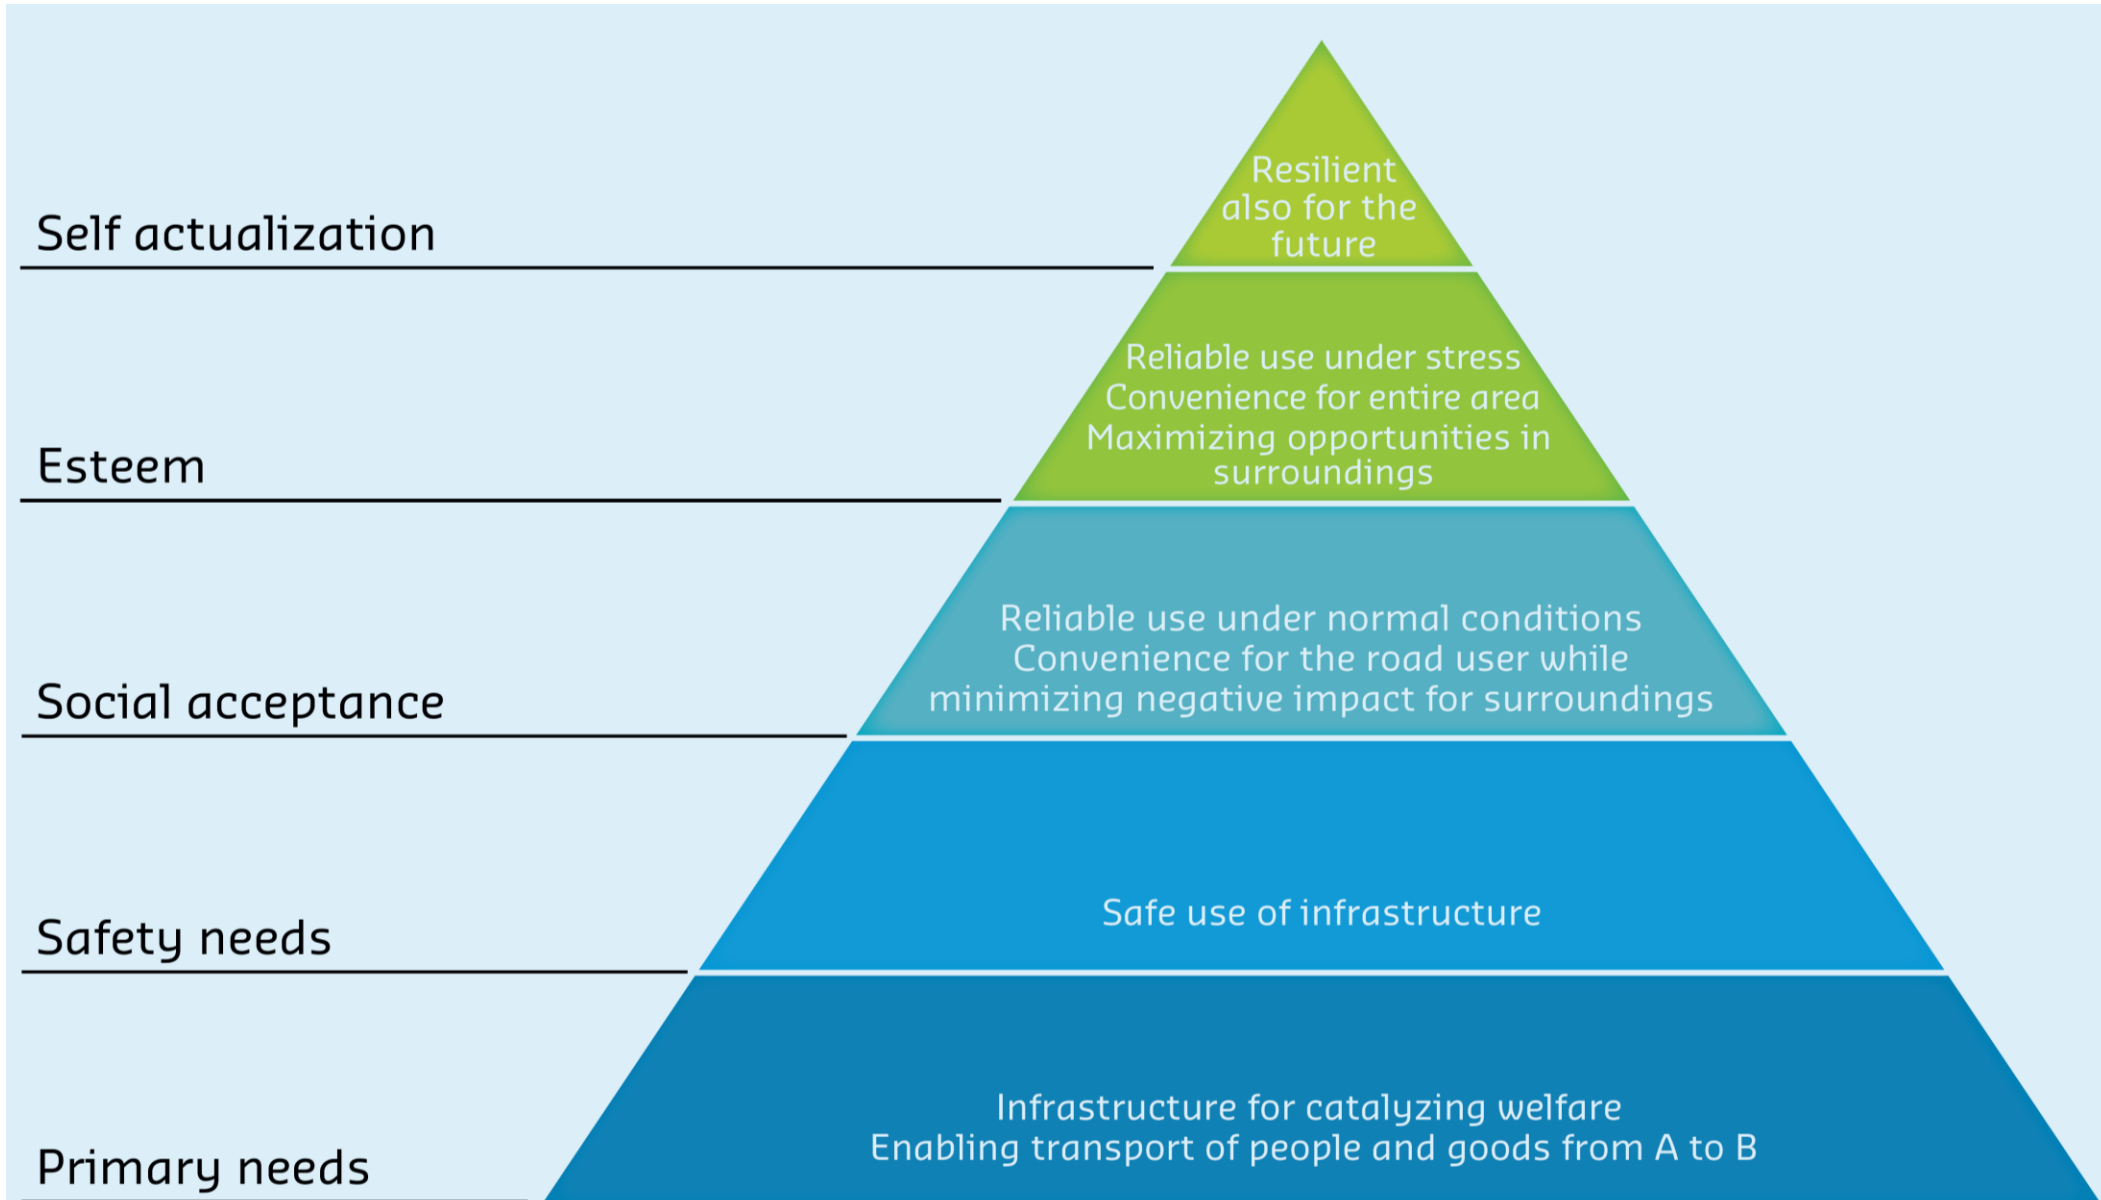 Resilient
also for the
future
Self actualization
Reliable use under stress
Convenience for entire area
Maximizing opportunities in
surroundings
Esteem
Reliable use under normal conditions
Convenience for the road user while
minimizing negative impact for surroundings
Social acceptance
Safe use of infrastructure
Safety needs
Infrastructure for catalyzing welfare
Enabling transport of people and goods from A to B
Primary needs